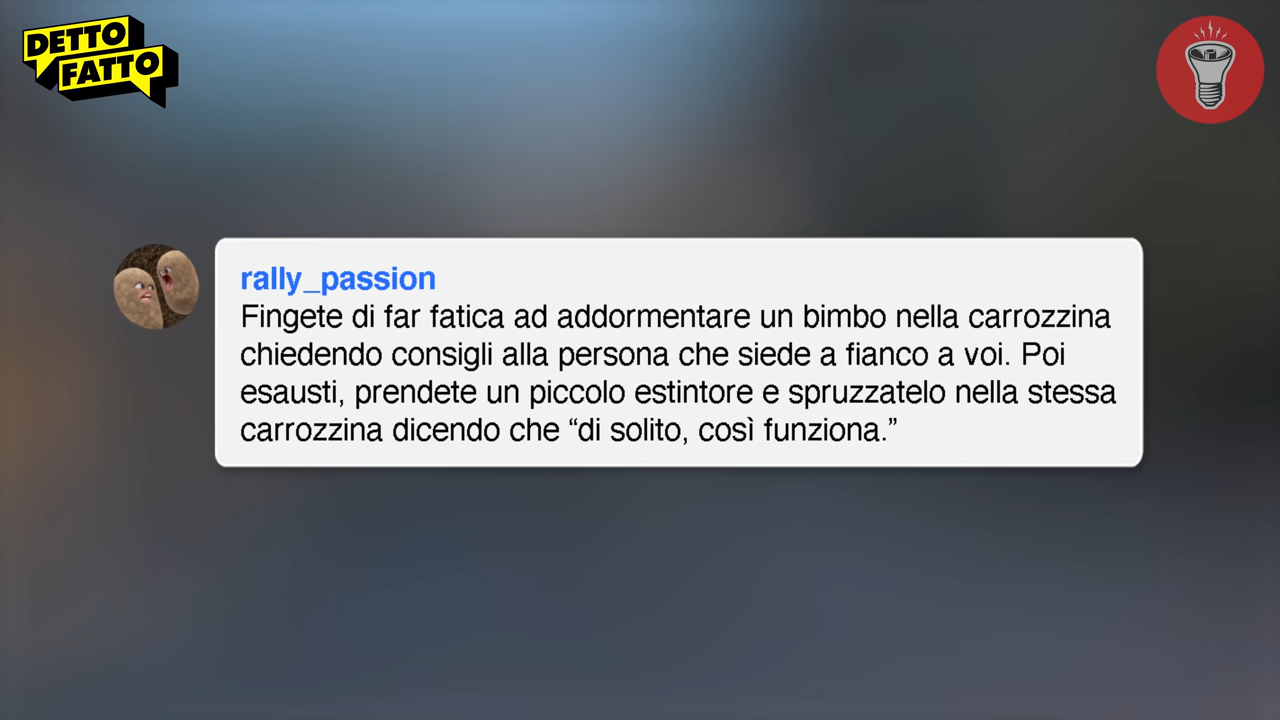 DETTO
FATTO
rally_passion
Fingete di far fatica ad addormentare un bimbo nella carrozzina
chiedendo consigli alla persona che siede a fianco a voi. Poi
esausti, prendete un piccolo estintore e spruzzatelo nella stessa
carrozzina dicendo che “di solito, così funziona.”